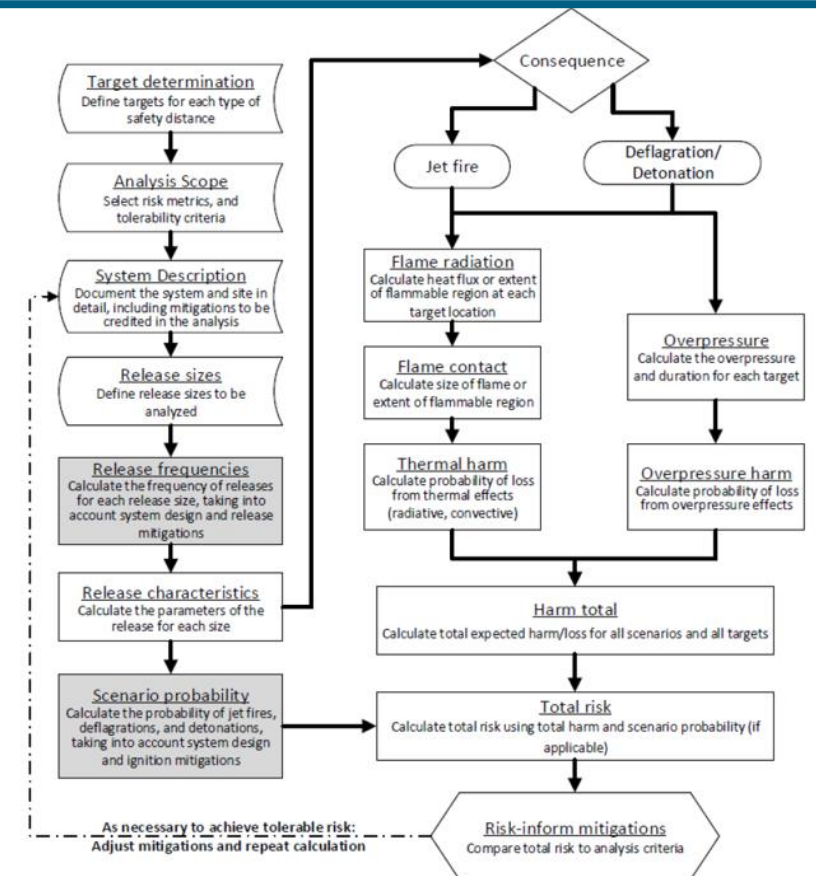 Target determination
Define targets for each type of
safety distance
Analysis Scope
Select risk metrics, and
tolerability criteria
System Description
Document the system and site in
detail, including mitigations to be
credited in the analysis
Release sizes
Define release sizes to be
analyzed
Release frequencies
Calculate the frequency of releases
for each release size, taking into
account system design and release
mitigations
Release characteristics
Calculate the parameters of the
release for each size
Scenario probability
Calculate the probability of jet fires,
deflagrations, and detonations,
taking into account system design
and ignition mitigations
Consequence
Jet fire
Deflagration/
Detonation
Flame radiation
Calculate heat flux or extent
of flammable region at each
target location
Flame contact
Calculate size of flame or
extent of flammable region
Thermal harm
Calculate probability of loss
from thermal effects
(radiative, convective)
Overpressure
Calculate the overpressure
and duration for each target
Overpressure harm
Calculate probability of loss
from overpressure effects
Harm total
Calculate total expected harm/loss for all scenarios and all targets
Total risk
Calculate total risk using total harm and scenario probability (if
applicable)
Risk-inform mitigations
Compare total risk to analysis criteria
As necessary to achieve tolerable risk:
Adjust mitigations and repeat calculation